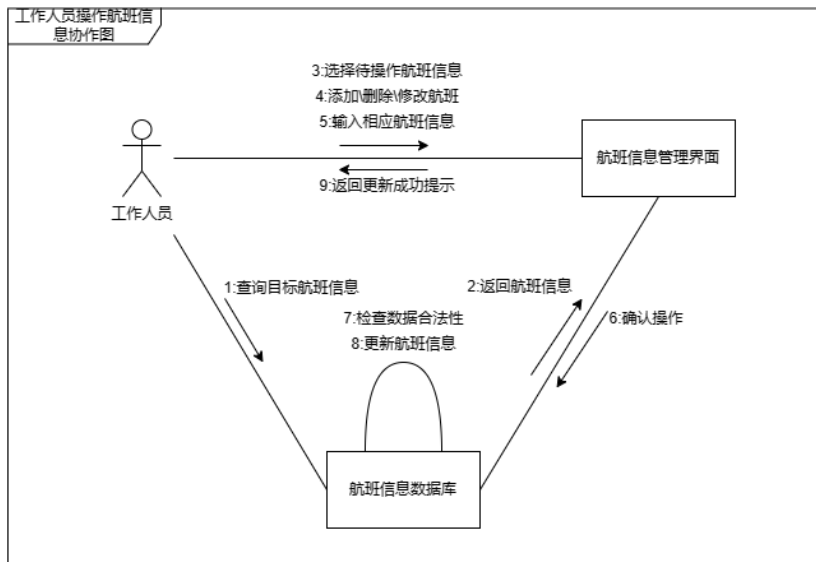 工作人员操作航班信
息协作图
3:选择待操作航班信息
4:添加\删除\修改航班
5:输入相应航班信息
航班信息管理界面
9:返回更新成功提示
工作人员
1:查询目标航班信息
2:返回航班信息
7:检查数据合法性
6:确认操作
8:更新航班信息
航班信息数据库